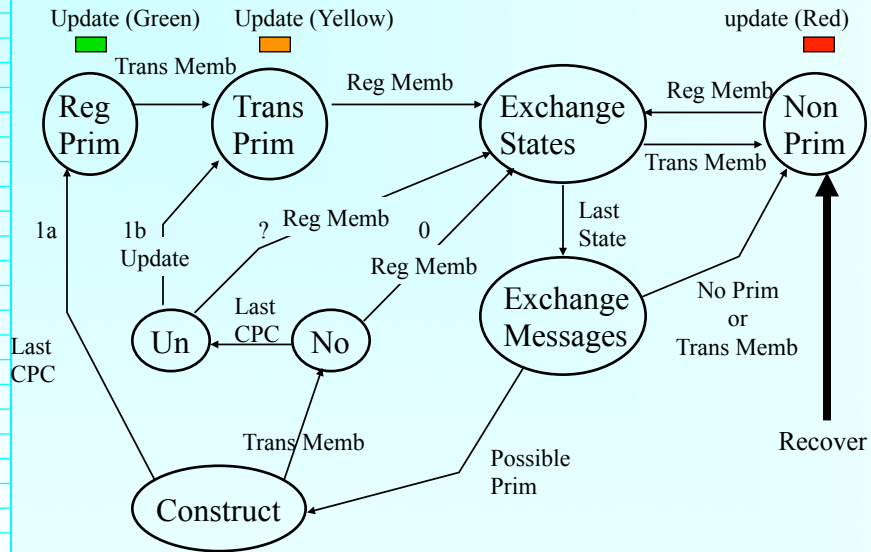 Update (Green)
Update (Yellow)
update (Red)
Trans Memb
Reg Memb
Reg Memb
Reg
Prim
Trans
Prim
Exchange
States
Non
Prim
Trans Memb
1a
1b
Update
?
Reg Memb
0
Reg Memb
Last
State
Exchange
Messages
No Prim
or
Trans Memb
Last
CPC
Un
Last
CPC
No
Trans Memb
Possible
Prim
Recover
Construct